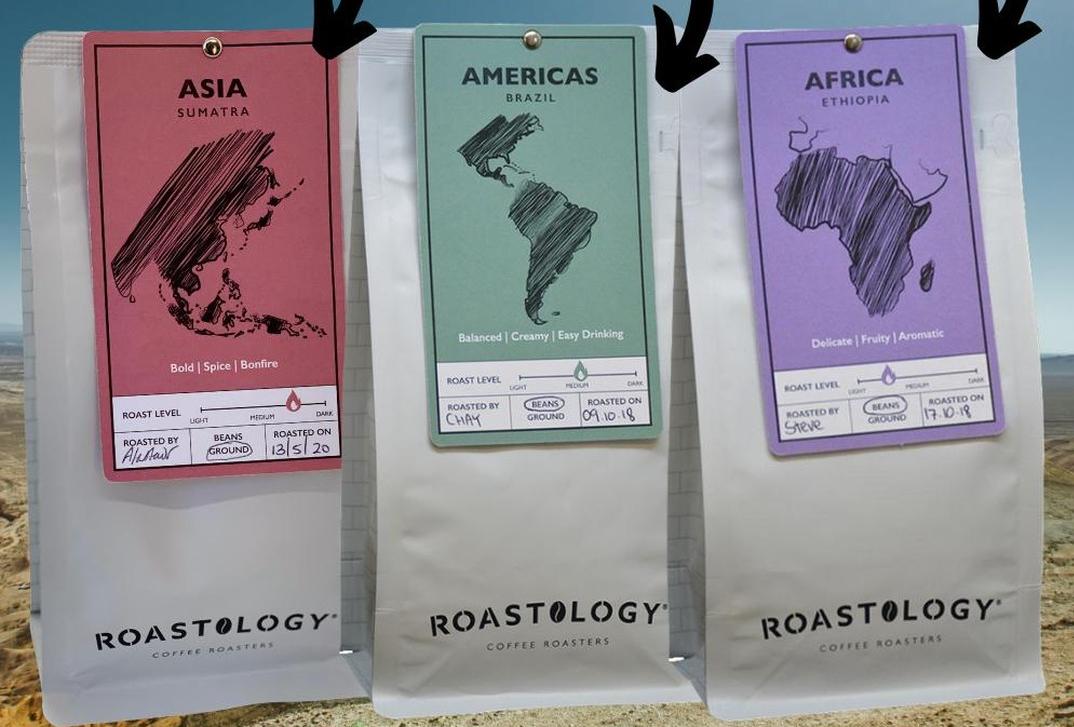 ASIA
SUMATRA
Bold | Spice | Bonfire
ROAST LEVEL
LIGHT MEDIUM DARK
ROASTED BY
BEANS
GROUND
ROASTED ON
13/5/20
ROASTOLOGY®
COFFEE ROASTERS
AMERICAS
BRAZIL
Balanced | Creamy | Easy Drinking
ROAST LEVEL
LIGHT MEDIUM DARK
ROASTED BY
CHAY
BEANS
GROUND
ROASTED ON
09.10.18
ROASTOLOGY®
COFFEE ROASTERS
AFRICA
ETHIOPIA
Delicate | Fruity | Aromatic
ROAST LEVEL
LIGHT MEDIUM DARK
ROASTED BY
Steve
BEANS
GROUND
ROASTED ON
17.10.18
ROASTOLOGY®
COFFEE ROASTERS